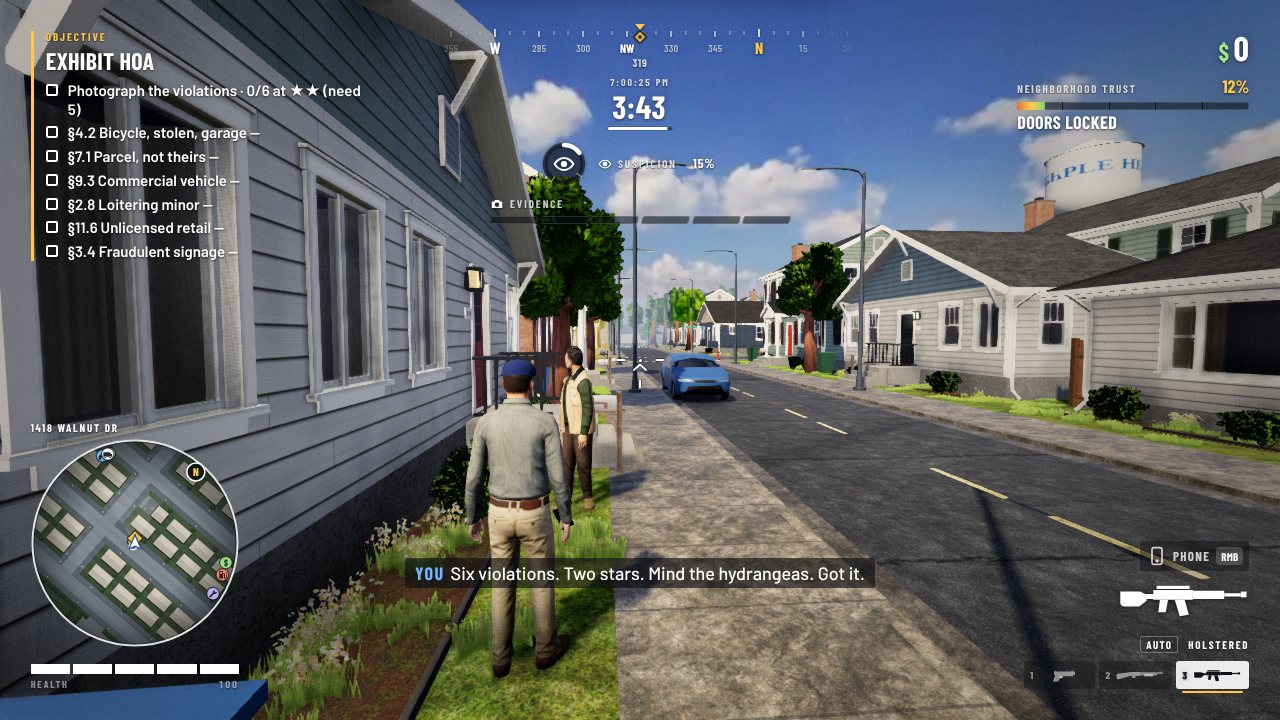 OBJECTIVE
EXHIBIT HOA
Photograph the violations · 0/6 at ★★ (need 5)
§4.2 Bicycle, stolen, garage —
§7.1 Parcel, not theirs —
§9.3 Commercial vehicle —
§2.8 Loitering minor —
§11.6 Unlicensed retail —
§3.4 Fraudulent signage —
255 W 285 300 NW 330 345 N 15 30
319
7:00:25 PM
3:43
SUSPICION 15%
EVIDENCE
$0
NEIGHBORHOOD TRUST 12%
DOORS LOCKED
1418 WALNUT DR
N
HEALTH 100
YOU Six violations. Two stars. Mind the hydrangeas. Got it.
PHONE RMB
AUTO HOLSTERED
1 2 3